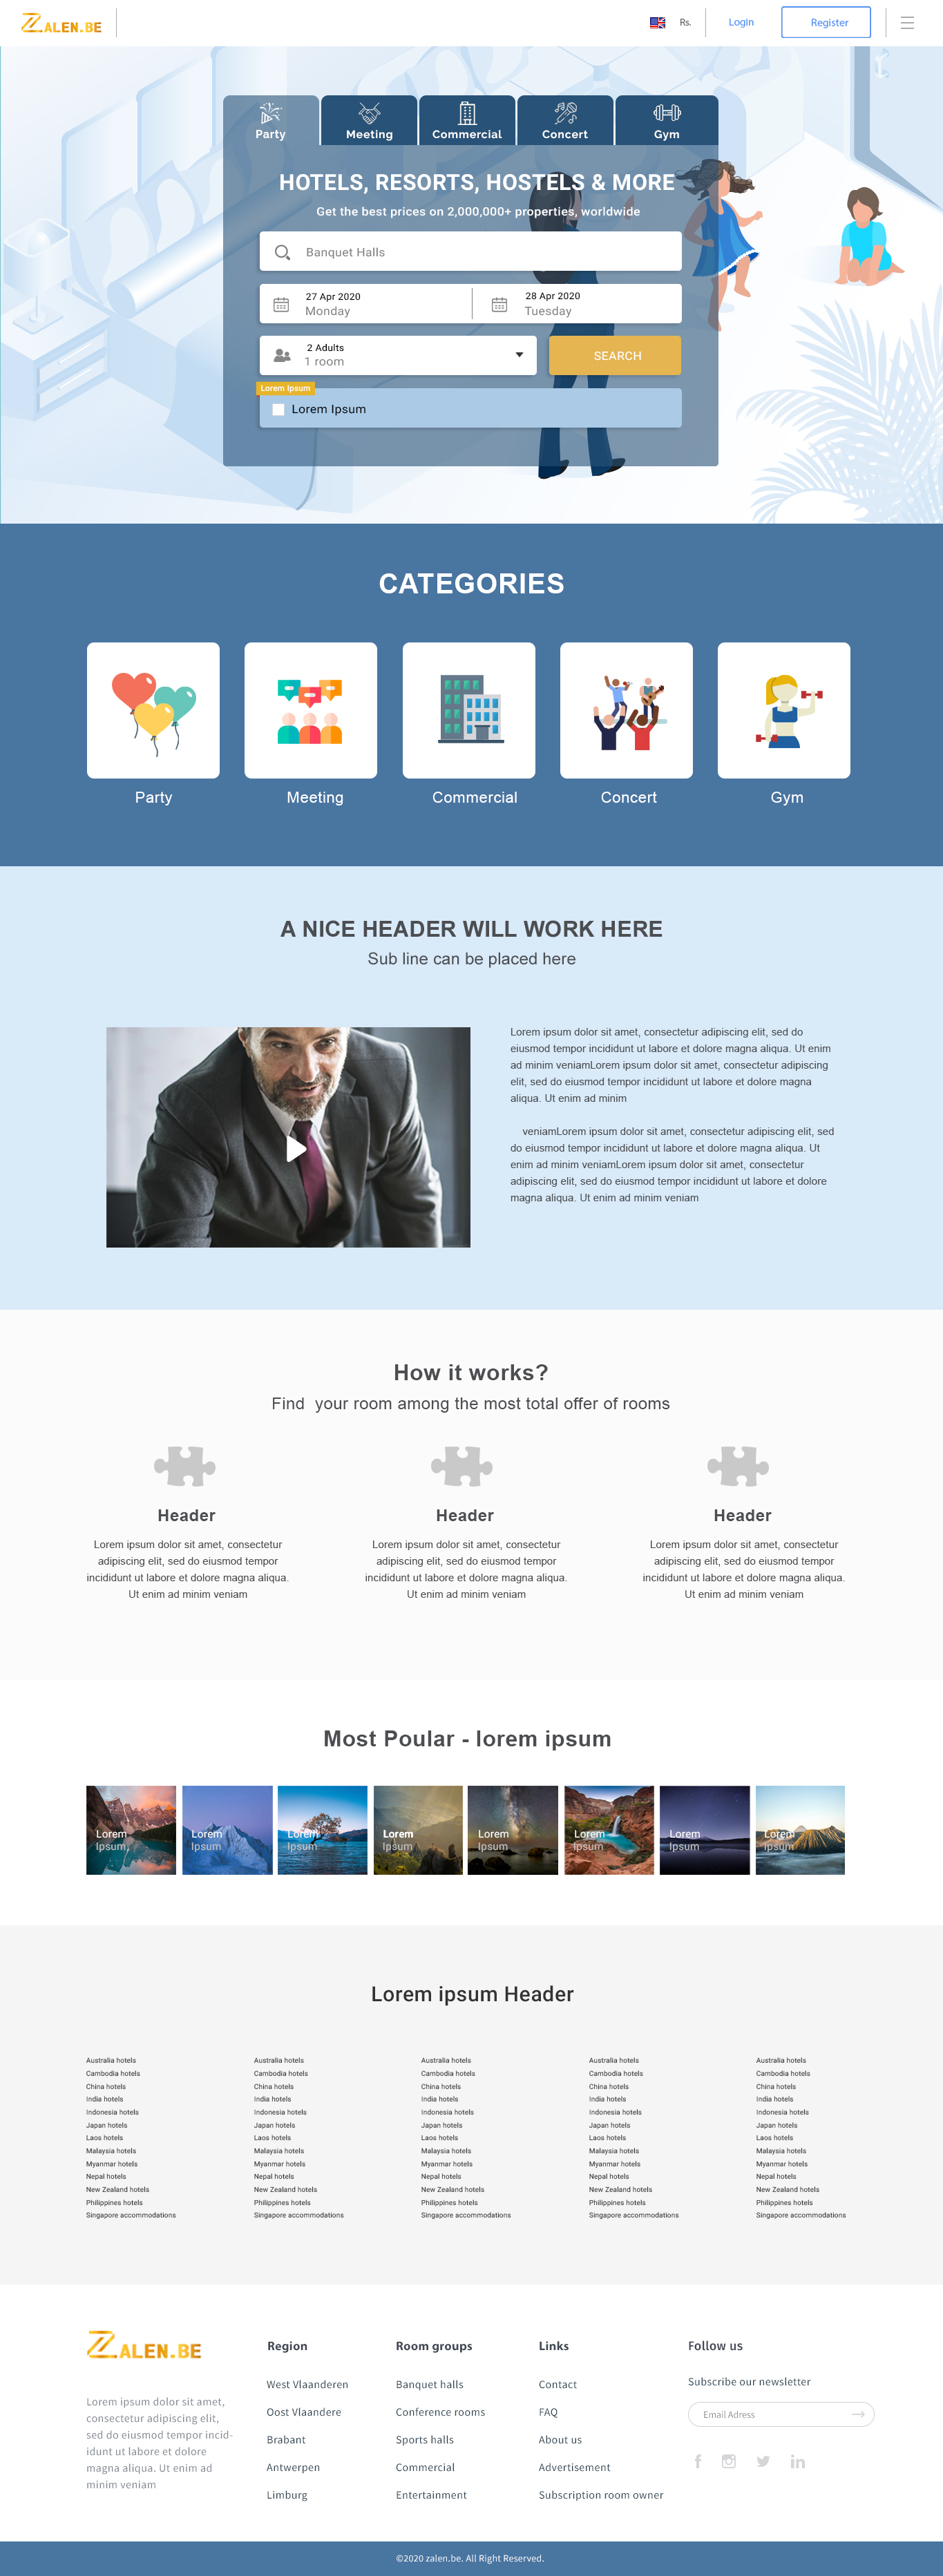 ZALEN.BE
Rs.
Login
Register
Party
Meeting
Commercial
Concert
Gym
HOTELS, RESORTS, HOSTELS & MORE
Get the best prices on 2,000,000+ properties, worldwide
Banquet Halls
27 Apr 2020
Monday
28 Apr 2020
Tuesday
2 Adults
1 room
SEARCH
Lorem Ipsum
Lorem Ipsum
CATEGORIES
Party
Meeting
Commercial
Concert
Gym
A NICE HEADER WILL WORK HERE
Sub line can be placed here
Lorem ipsum dolor sit amet, consectetur adipiscing elit, sed do
eiusmod tempor incididunt ut labore et dolore magna aliqua. Ut enim
ad minim veniamLorem ipsum dolor sit amet, consectetur adipiscing
elit, sed do eiusmod tempor incididunt ut labore et dolore magna
aliqua. Ut enim ad minim
veniamLorem ipsum dolor sit amet, consectetur adipiscing elit, sed
do eiusmod tempor incididunt ut labore et dolore magna aliqua. Ut
enim ad minim veniamLorem ipsum dolor sit amet, consectetur
adipiscing elit, sed do eiusmod tempor incididunt ut labore et dolore
magna aliqua. Ut enim ad minim veniam
How it works?
Find your room among the most total offer of rooms
Header
Lorem ipsum dolor sit amet, consectetur
adipiscing elit, sed do eiusmod tempor
incididunt ut labore et dolore magna aliqua.
Ut enim ad minim veniam
Header
Lorem ipsum dolor sit amet, consectetur
adipiscing elit, sed do eiusmod tempor
incididunt ut labore et dolore magna aliqua.
Ut enim ad minim veniam
Header
Lorem ipsum dolor sit amet, consectetur
adipiscing elit, sed do eiusmod tempor
incididunt ut labore et dolore magna aliqua.
Ut enim ad minim veniam
Most Poular - lorem ipsum
Lorem
Ipsum
Lorem
Ipsum
Lorem
Ipsum
Lorem
Ipsum
Lorem
Ipsum
Lorem
Ipsum
Lorem
Ipsum
Lorem
Ipsum
Lorem ipsum Header
Australia hotels
Cambodia hotels
China hotels
India hotels
Indonesia hotels
Japan hotels
Laos hotels
Malaysia hotels
Myanmar hotels
Nepal hotels
New Zealand hotels
Philippines hotels
Singapore accommodations
Australia hotels
Cambodia hotels
China hotels
India hotels
Indonesia hotels
Japan hotels
Laos hotels
Malaysia hotels
Myanmar hotels
Nepal hotels
New Zealand hotels
Philippines hotels
Singapore accommodations
Australia hotels
Cambodia hotels
China hotels
India hotels
Indonesia hotels
Japan hotels
Laos hotels
Malaysia hotels
Myanmar hotels
Nepal hotels
New Zealand hotels
Philippines hotels
Singapore accommodations
Australia hotels
Cambodia hotels
China hotels
India hotels
Indonesia hotels
Japan hotels
Laos hotels
Malaysia hotels
Myanmar hotels
Nepal hotels
New Zealand hotels
Philippines hotels
Singapore accommodations
Australia hotels
Cambodia hotels
China hotels
India hotels
Indonesia hotels
Japan hotels
Laos hotels
Malaysia hotels
Myanmar hotels
Nepal hotels
New Zealand hotels
Philippines hotels
Singapore accommodations
ZALEN.BE
Lorem ipsum dolor sit amet,
consectetur adipiscing elit,
sed do eiusmod tempor incid-
idunt ut labore et dolore
magna aliqua. Ut enim ad
minim veniam
Region
West Vlaanderen
Oost Vlaandere
Brabant
Antwerpen
Limburg
Room groups
Banquet halls
Conference rooms
Sports halls
Commercial
Entertainment
Links
Contact
FAQ
About us
Advertisement
Subscription room owner
Follow us
Subscribe our newsletter
Email Adress
©2020 zalen.be. All Right Reserved.